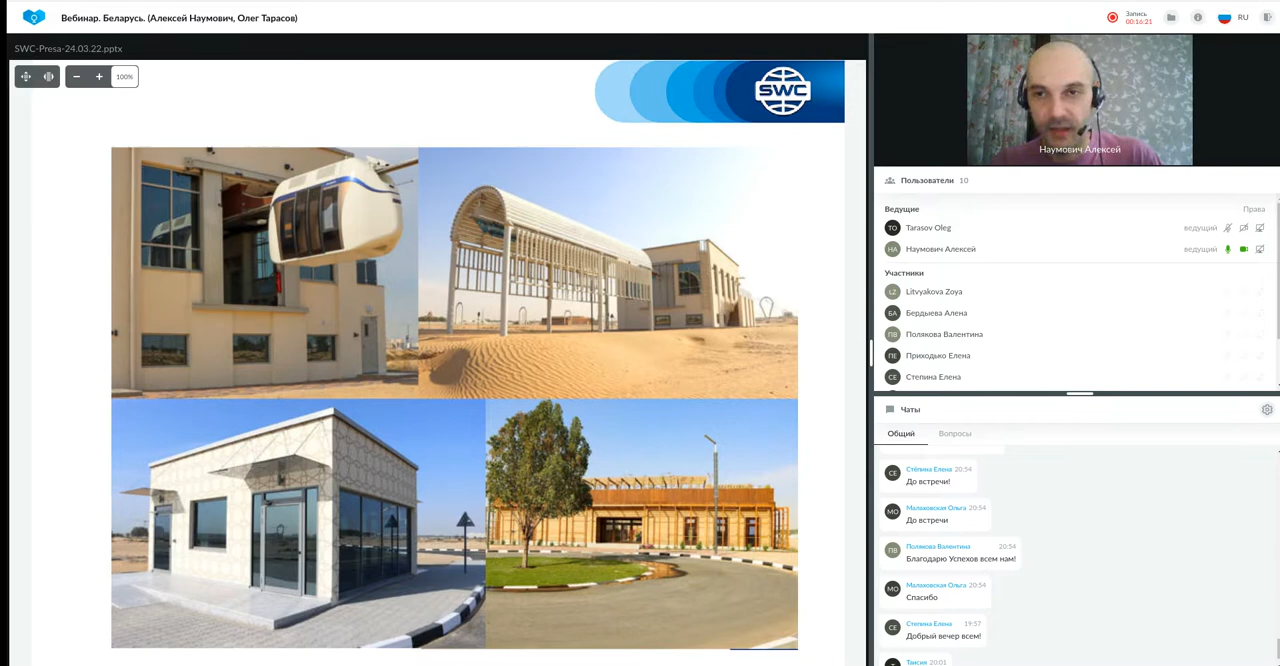 Вебинар. Беларусь. (Алексей Наумович, Олег Тарасов)
Запись
00:16:21
RU
SWC-Presa-24.03.22.pptx
100%
SWC
Наумович Алексей
Пользователи 10
Ведущие Права
TO Tarasov Oleg ведущий
НА Наумович Алексей ведущий
Участники
LZ Litvyakova Zoya
БА Бердыева Алена
ПВ Полякова Валентина
ПЕ Приходько Елена
СЕ Степина Елена
Чаты
Общий Вопросы
СЕ Стёпина Елена 20:54
До встречи!
МО Малаховская Ольга 20:54
До встречи
ПВ Полякова Валентина 20:54
Благодарю Успехов всем нам!
МО Малаховская Ольга 20:54
Спасибо
СЕ Степина Елена 19:57
Добрый вечер всем!
Таисия 20:01